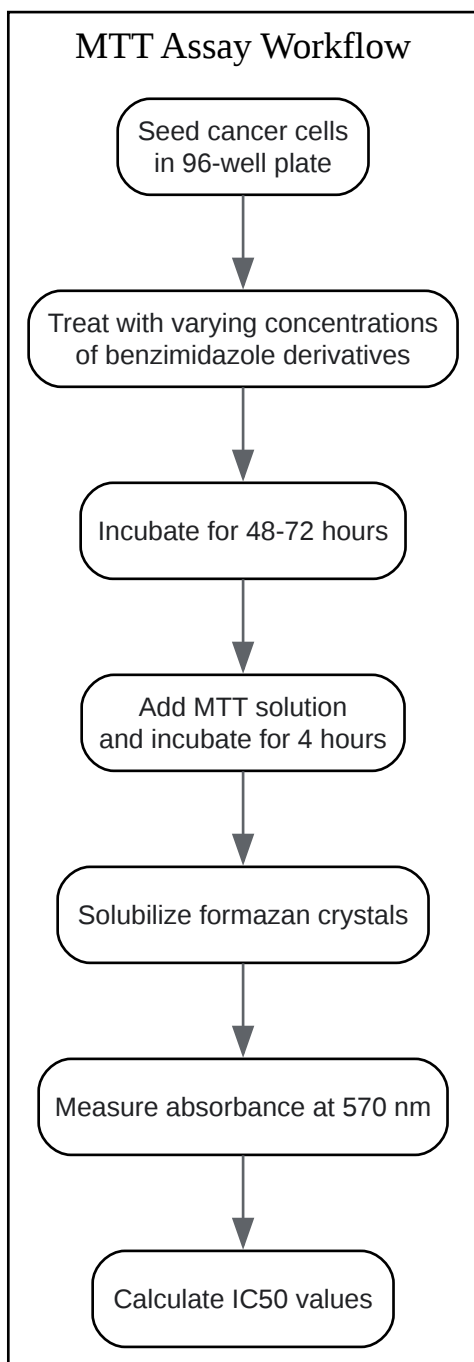 MTT Assay Workflow
Seed cancer cells
in 96-well plate
Treat with varying concentrations
of benzimidazole derivatives
Incubate for 48-72 hours
Add MTT solution
and incubate for 4 hours
Solubilize formazan crystals
Measure absorbance at 570 nm
Calculate IC50 values